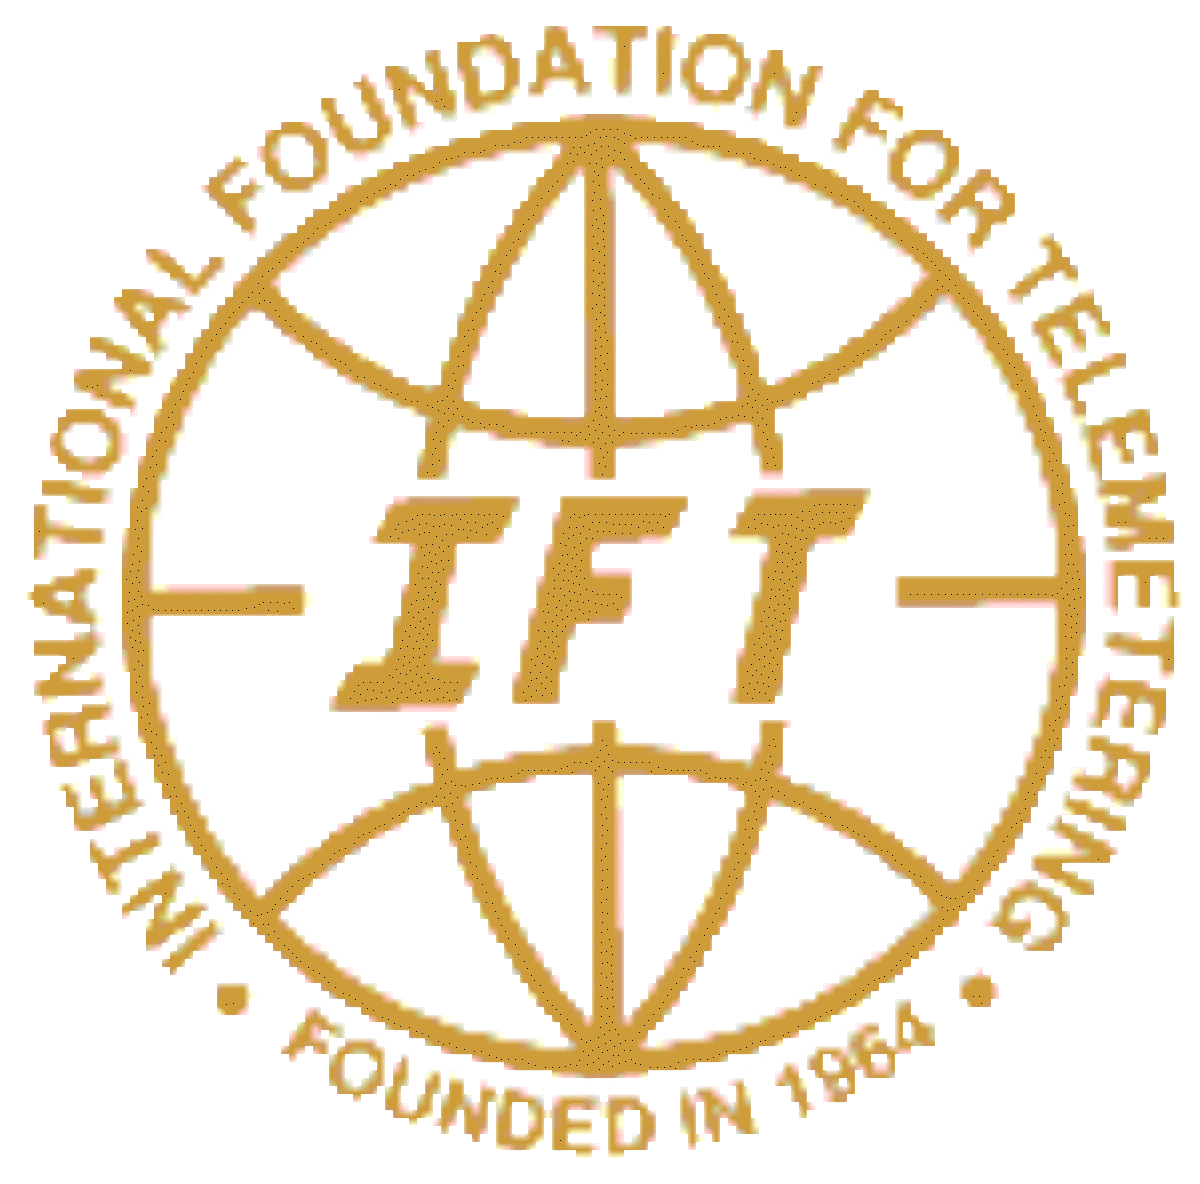 INTERNATIONAL FOUNDATION FOR TELEMETERING
IFT
• FOUNDED IN 1964 •